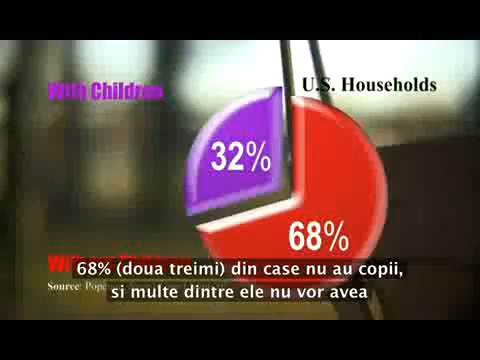 With Children
U.S. Households
32%
68%
Source:
68% (doua treimi) din case nu au copii,
si multe dintre ele nu vor avea